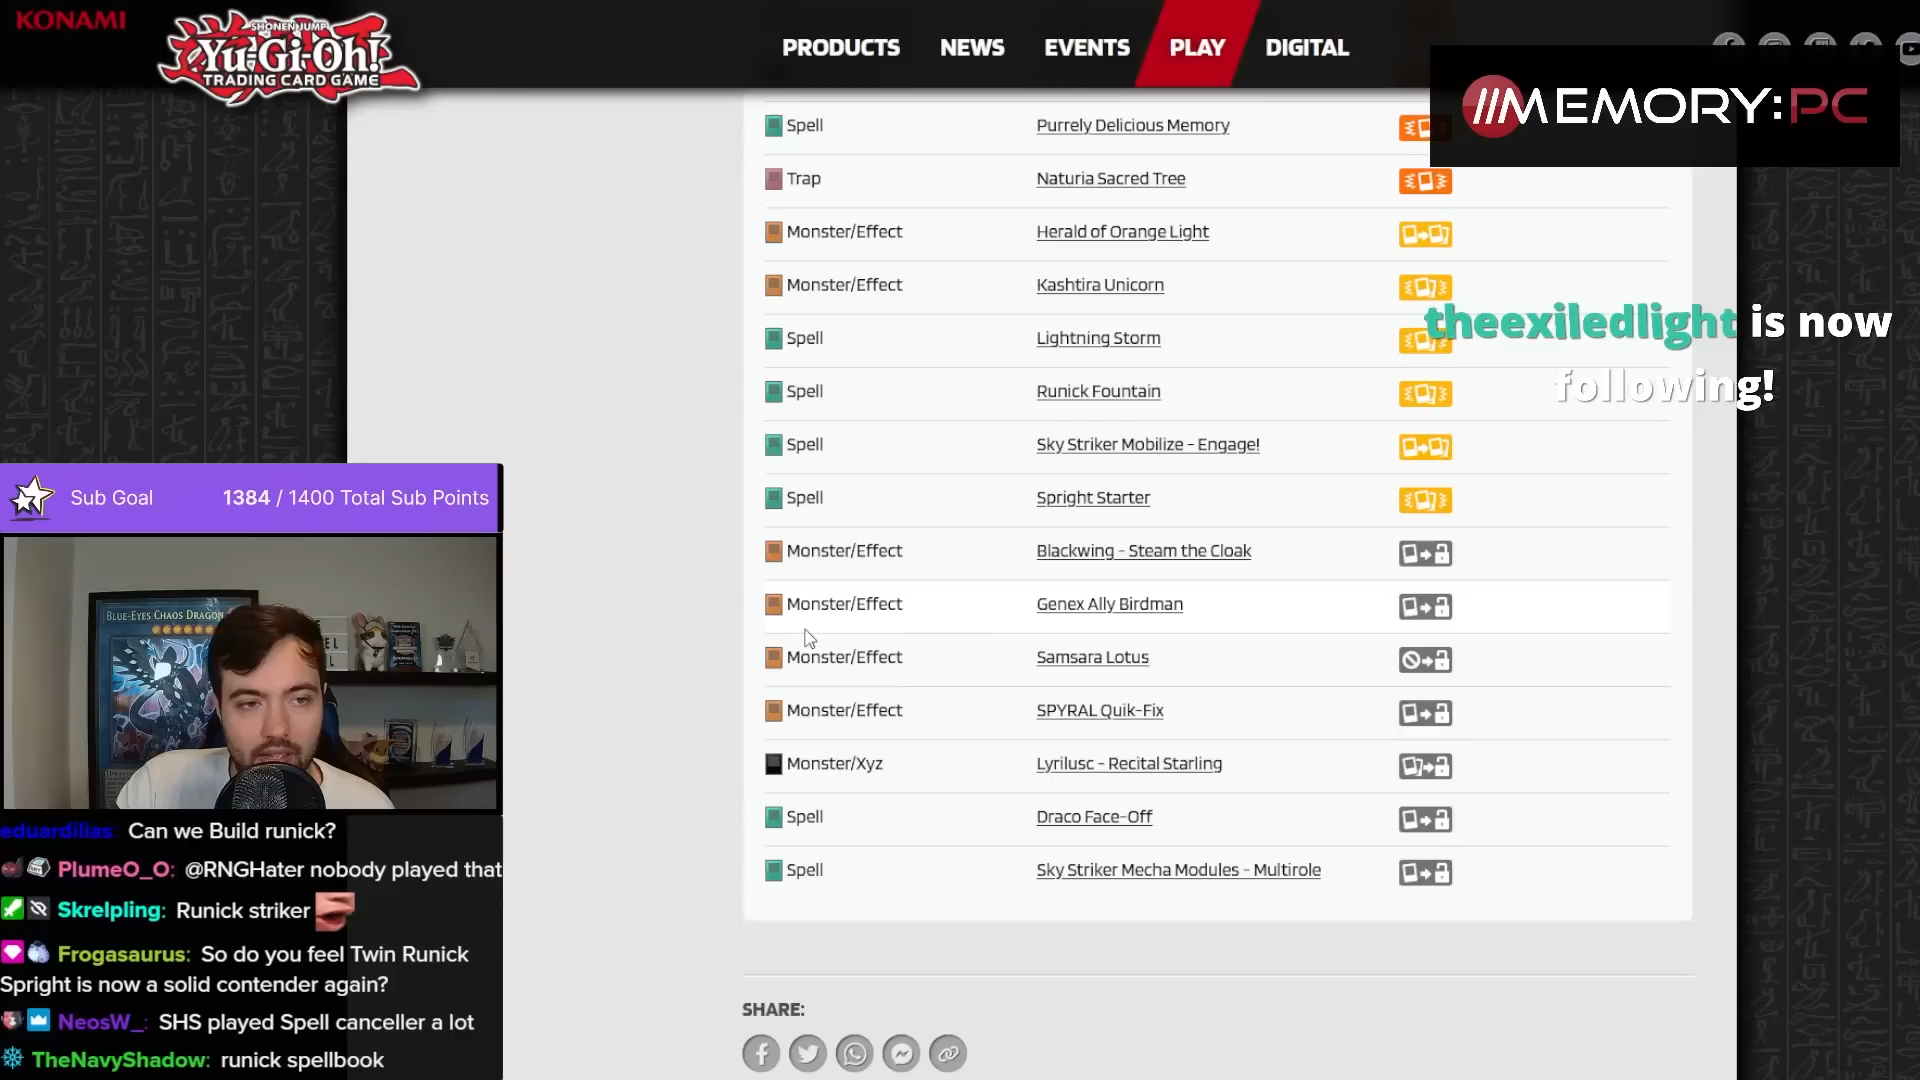 KONAMI
SHONEN JUMP
Yu-Gi-Oh!
TRADING CARD GAME
PRODUCTS NEWS EVENTS PLAY DIGITAL
MEMORY:PC
Spell Purrely Delicious Memory
Trap Naturia Sacred Tree
Monster/Effect Herald of Orange Light
Monster/Effect Kashtira Unicorn
theexiledlight is now
following!
Spell Lightning Storm
Spell Runick Fountain
Spell Sky Striker Mobilize - Engage!
Spell Spright Starter
Monster/Effect Blackwing - Steam the Cloak
Monster/Effect Genex Ally Birdman
Monster/Effect Samsara Lotus
Monster/Effect SPYRAL Quik-Fix
Monster/Xyz Lyrilusc - Recital Starling
Spell Draco Face-Off
Spell Sky Striker Mecha Modules - Multirole
SHARE:
Sub Goal 1384 / 1400 Total Sub Points
BLUE-EYES CHAOS DRAGON
eduardilias: Can we Build runick?
PlumeO_O: @RNGHater nobody played that
Skrelpling: Runick striker
Frogasaurus: So do you feel Twin Runick
Spright is now a solid contender again?
NeosW_: SHS played Spell canceller a lot
TheNavyShadow: runick spellbook